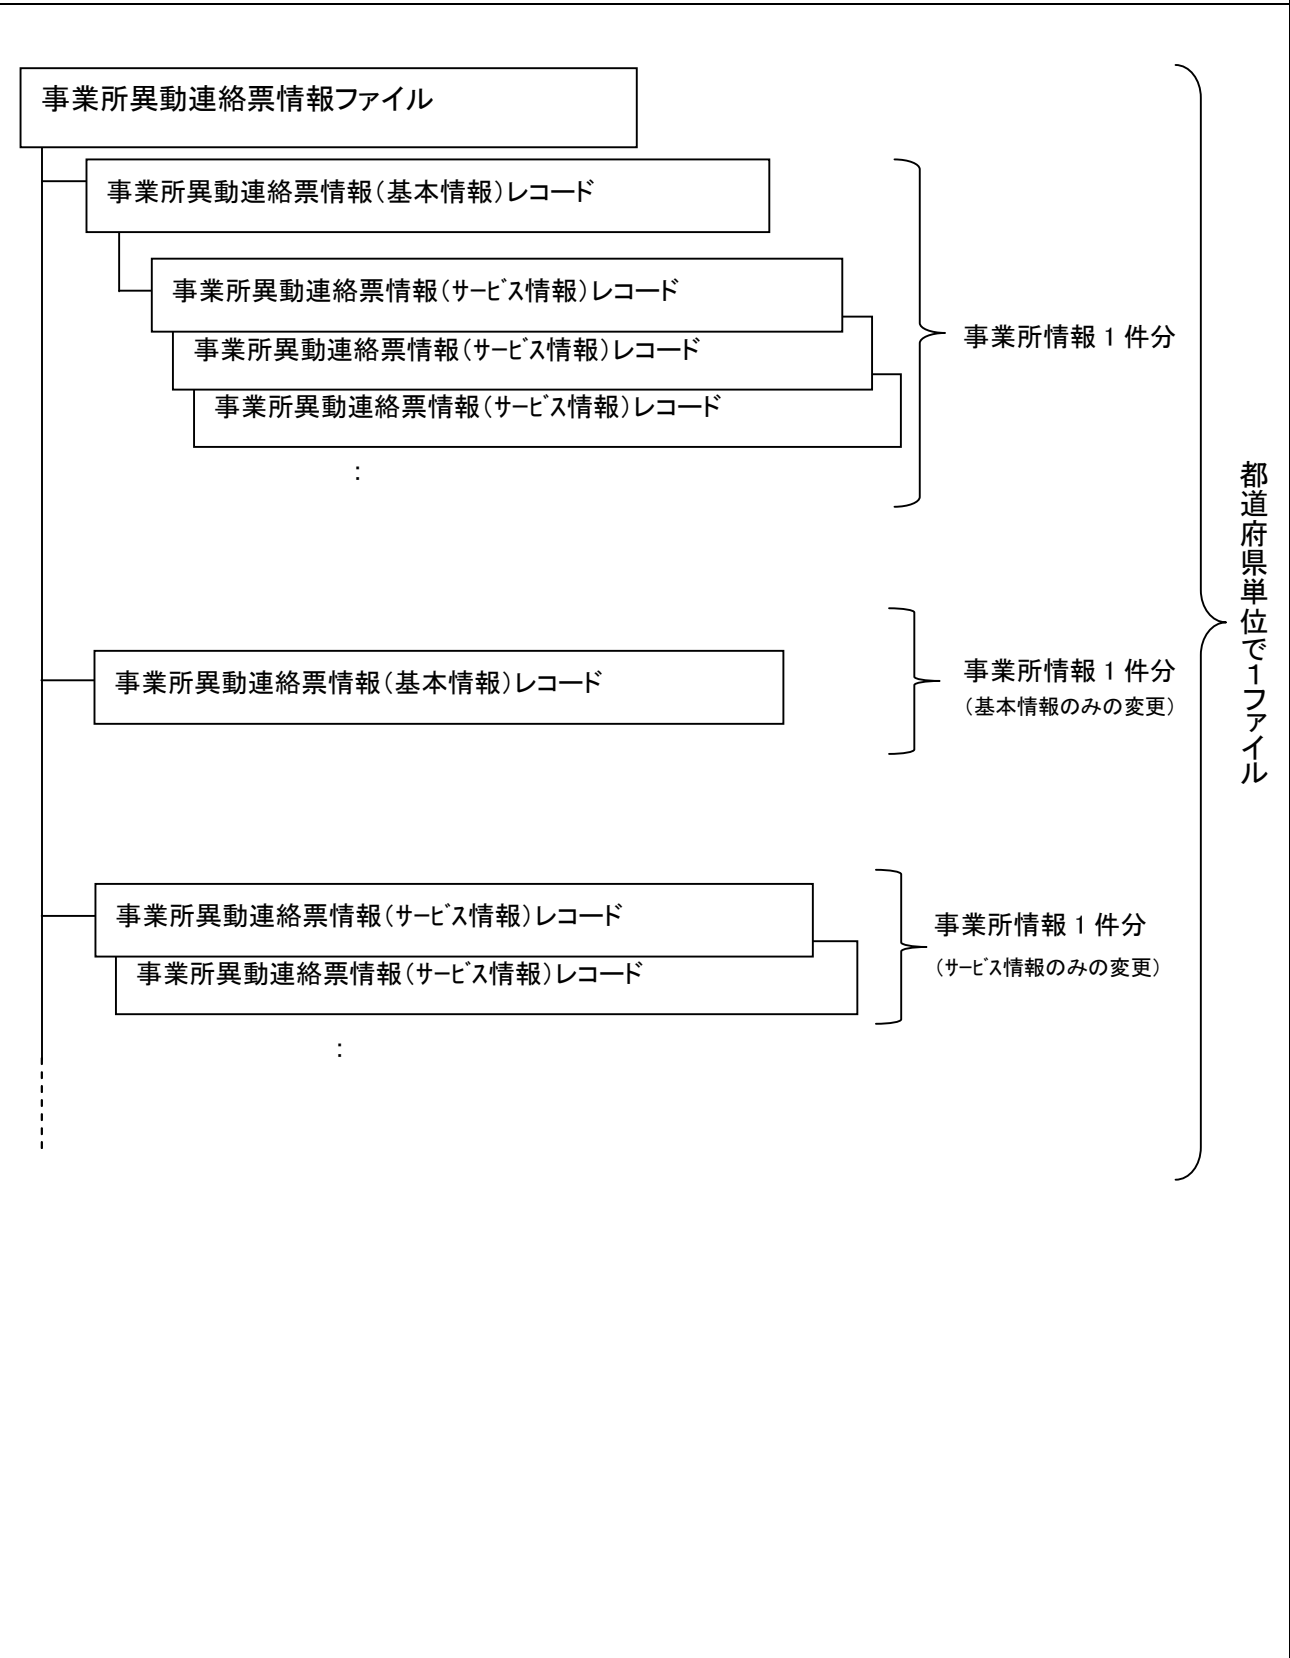 事業所異動連絡票情報ファイル
事業所異動連絡票情報（基本情報）レコード
事業所異動連絡票情報（ｻｰﾋﾞｽ情報）レコード
事業所異動連絡票情報（ｻｰﾋﾞｽ情報）レコード
事業所異動連絡票情報（ｻｰﾋﾞｽ情報）レコード
：
事業所情報１件分
事業所異動連絡票情報（基本情報）レコード
事業所情報１件分
（基本情報のみの変更）
事業所異動連絡票情報（ｻｰﾋﾞｽ情報）レコード
事業所異動連絡票情報（ｻｰﾋﾞｽ情報）レコード
：
事業所情報１件分
（ｻｰﾋﾞｽ情報のみの変更）
都道府県単位で１ファイル